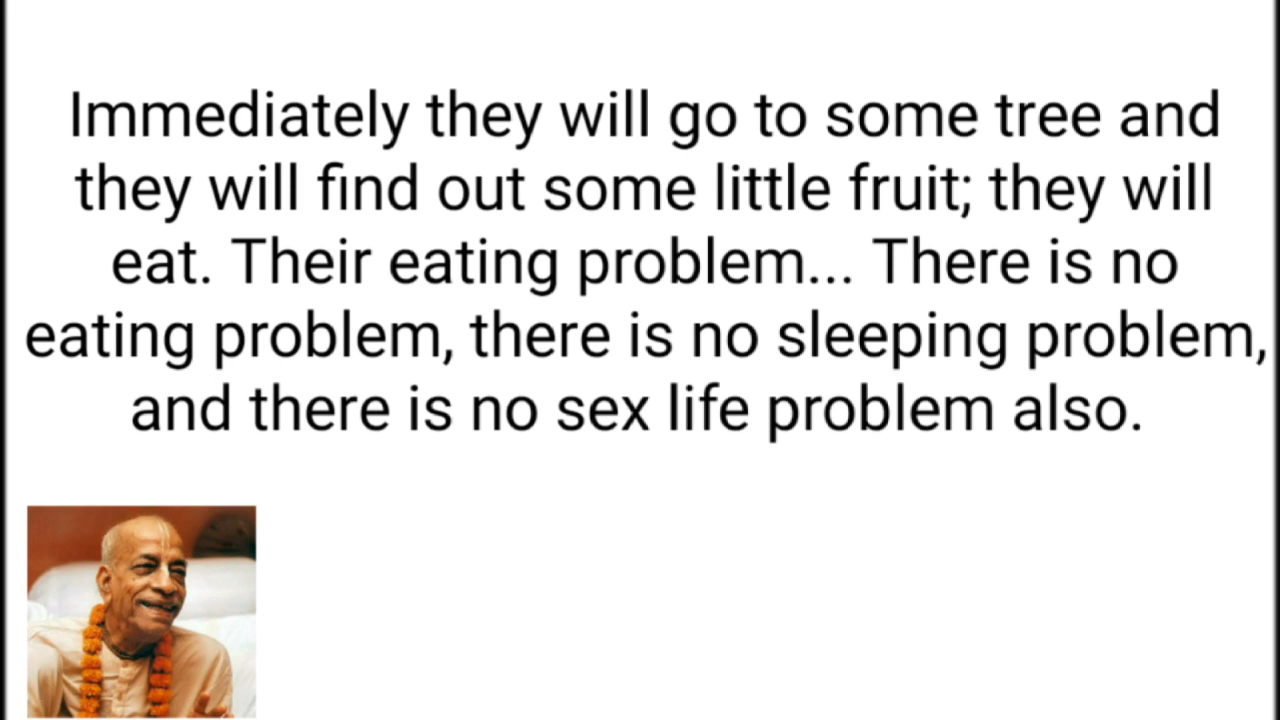 Immediately they will go to some tree and
they will find out some little fruit; they will
eat. Their eating problem... There is no
eating problem, there is no sleeping problem,
and there is no sex life problem also.